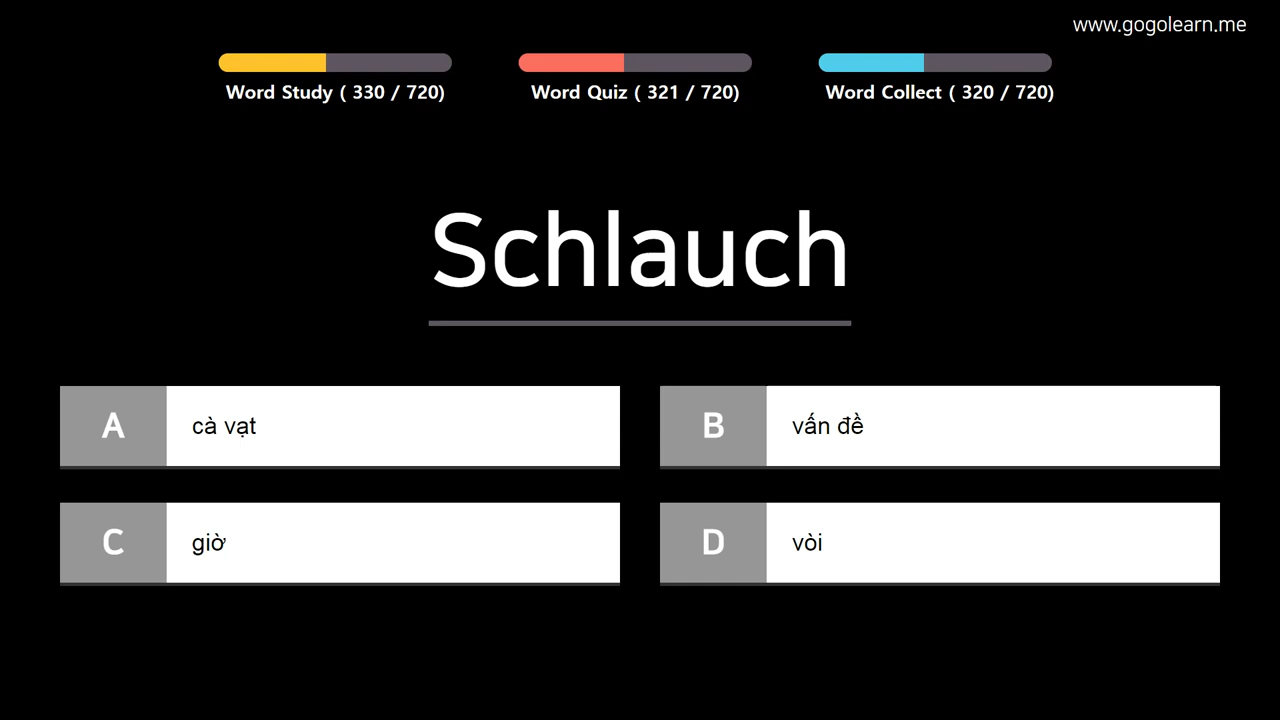 www.gogolearn.me
Word Study ( 330 / 720)
Word Quiz ( 321 / 720)
Word Collect ( 320 / 720)
Schlauch
A cà vạt
B vấn đề
C giờ
D vòi